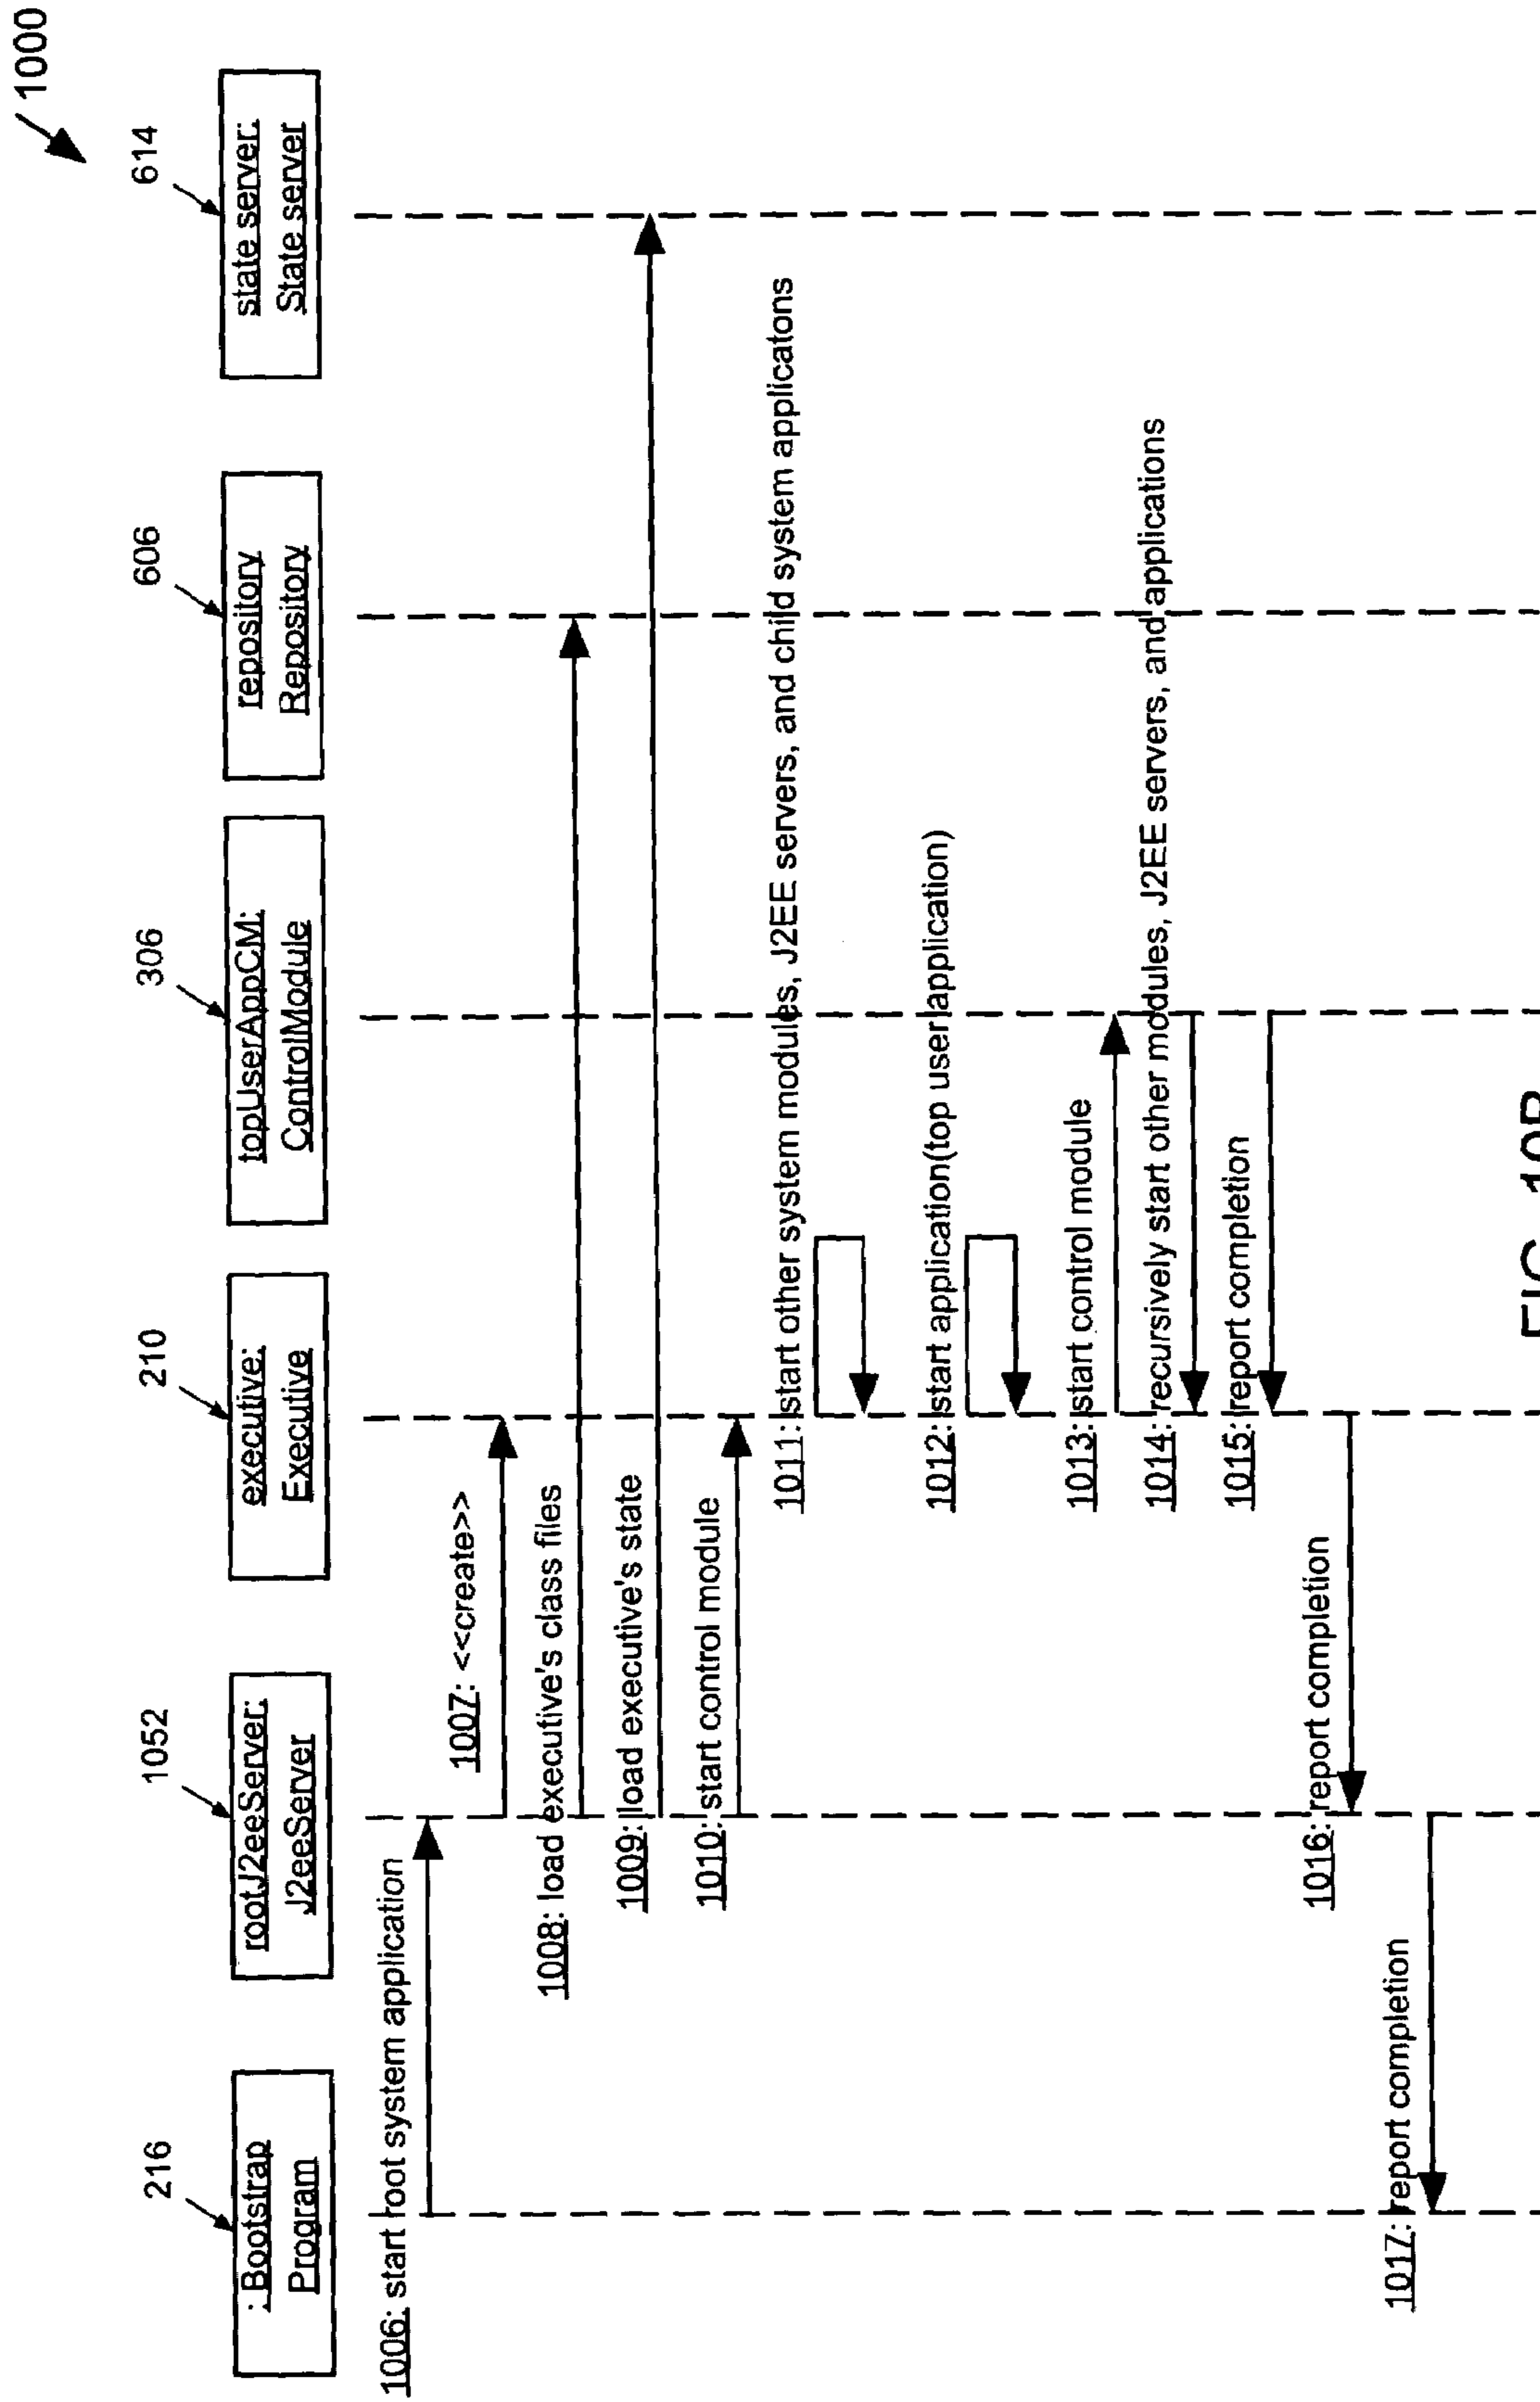 1000
216
: Bootstrap
Program
1052
rootJ2eeServer:
J2eeServer
210
executive:
Executive
306
topUserAppCM:
ControlModule
606
repository
Repository
614
state server:
State server
1006: start root system application
1007: <<create>>
1008: load executive's class files
1009: load executive's state
1010: start control module
1011: start other system modules, J2EE servers, and child system applicatons
1012: start application(top user application)
1013: start control module
1014: recursively start other modules, J2EE servers, and applications
1015: report completion
1016: report completion
1017: report completion
FIG. 10B